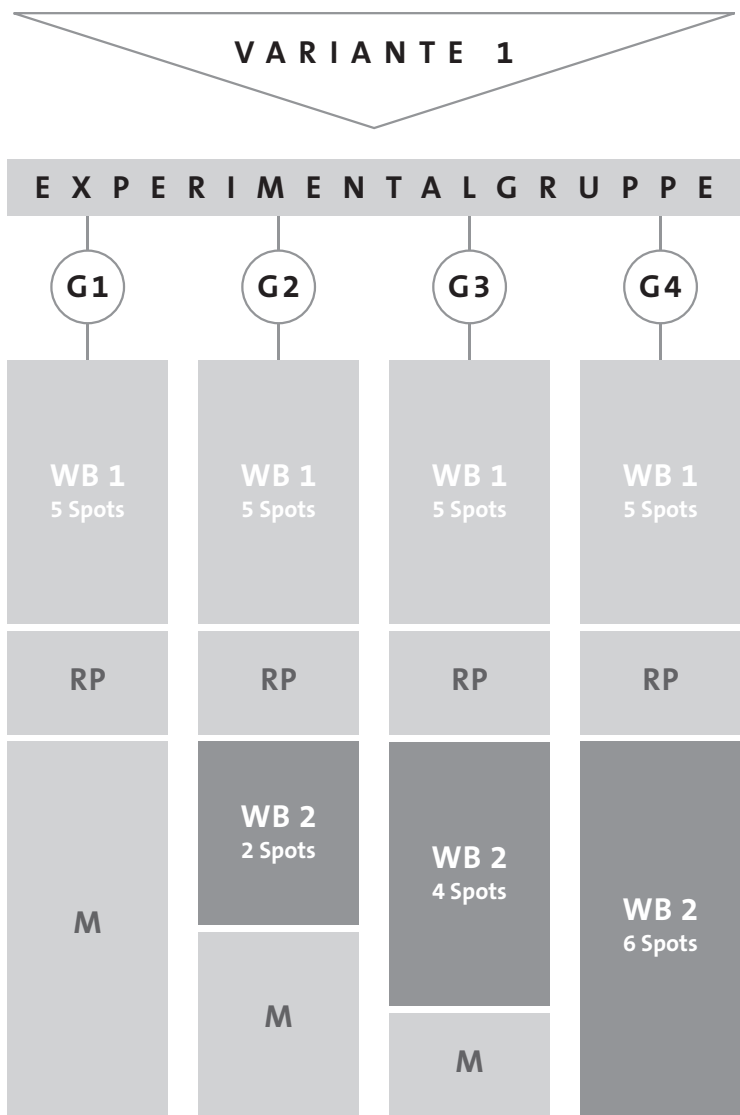 VARIANTE 1
EXPERIMENTALGRUPPE
G1
G2
G3
G4
WB 1
5 Spots
WB 1
5 Spots
WB 1
5 Spots
WB 1
5 Spots
RP
RP
RP
RP
M
WB 2
2 Spots
M
WB 2
4 Spots
M
WB 2
6 Spots